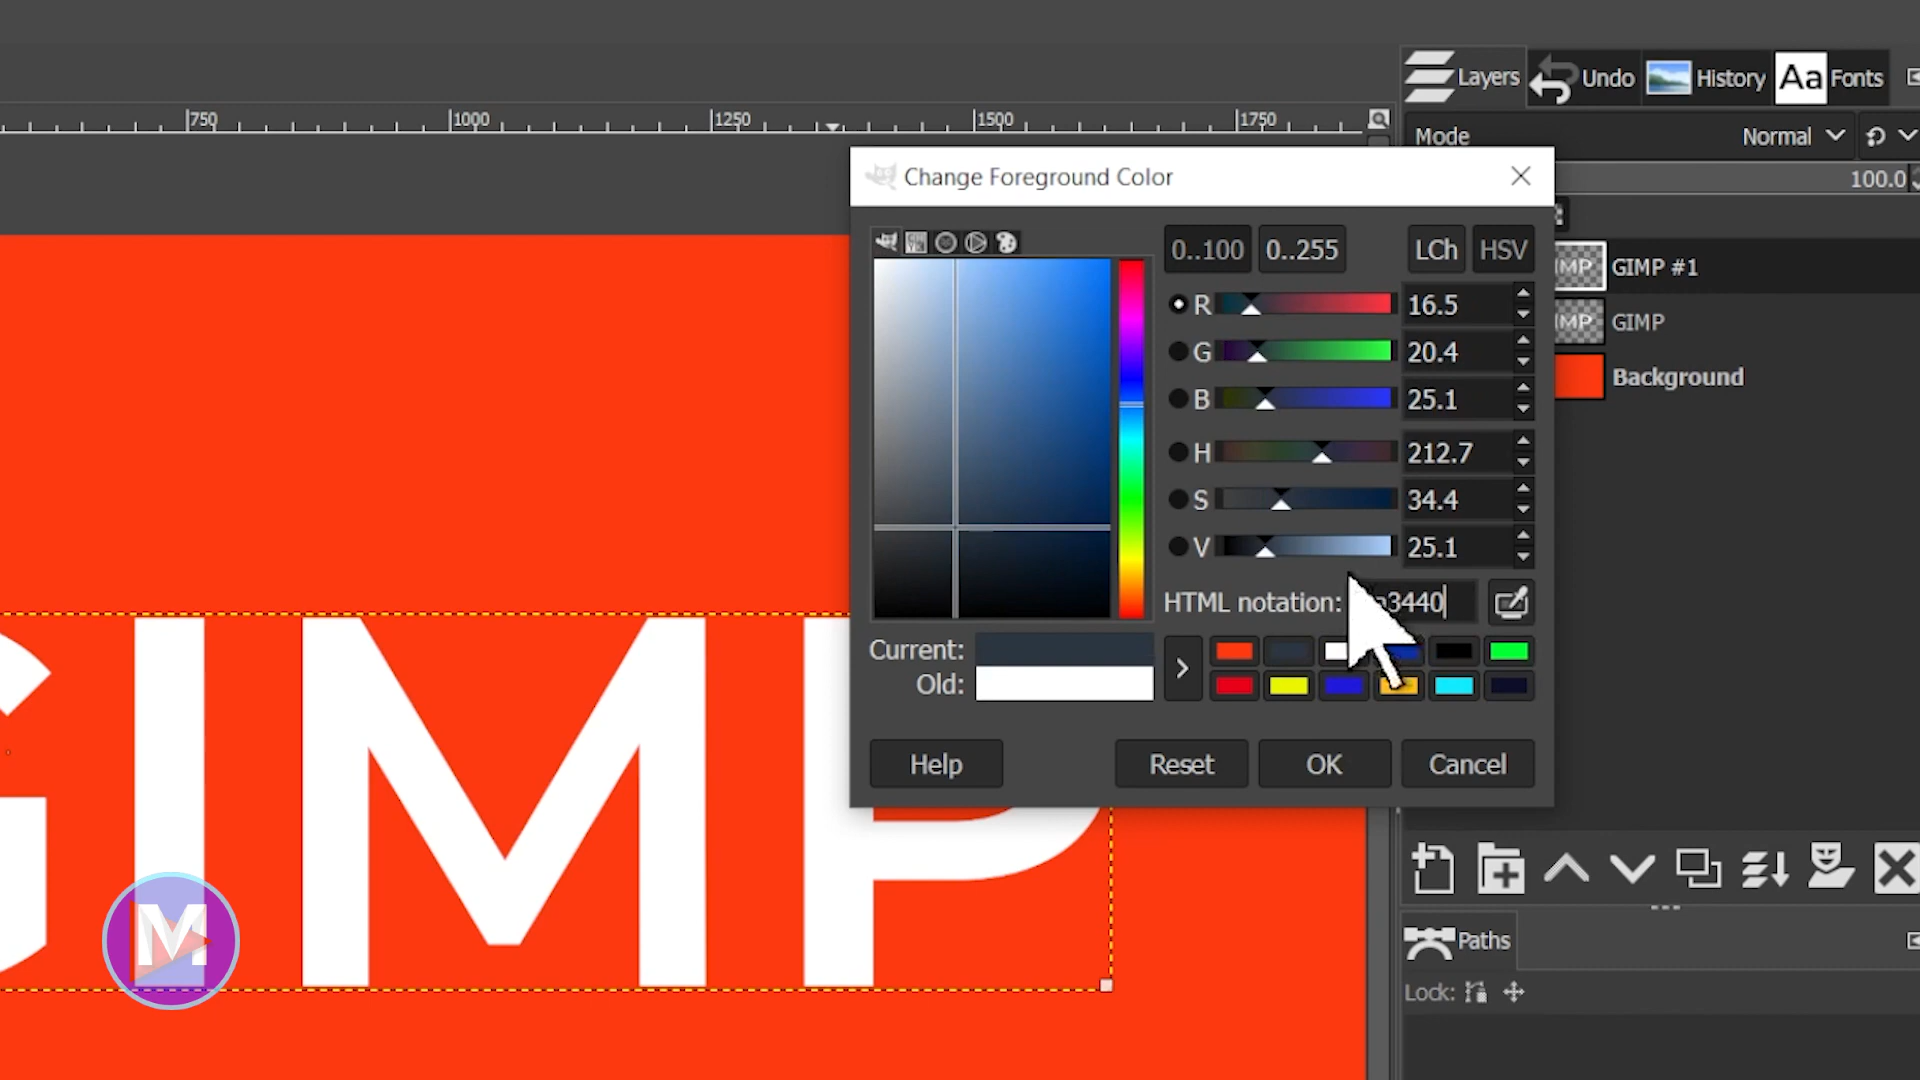 Layers Undo History Aa Fonts
750 1000 1250 1500 1750
Mode Normal
100.0
Change Foreground Color
0..100 0..255 LCh HSV
R 16.5
G 20.4
B 25.1
H 212.7
S 34.4
V 25.1
HTML notation: 3440
Current:
Old:
Help Reset OK Cancel
GIMP #1
GIMP
Background
GIMP
M
Paths
Lock: